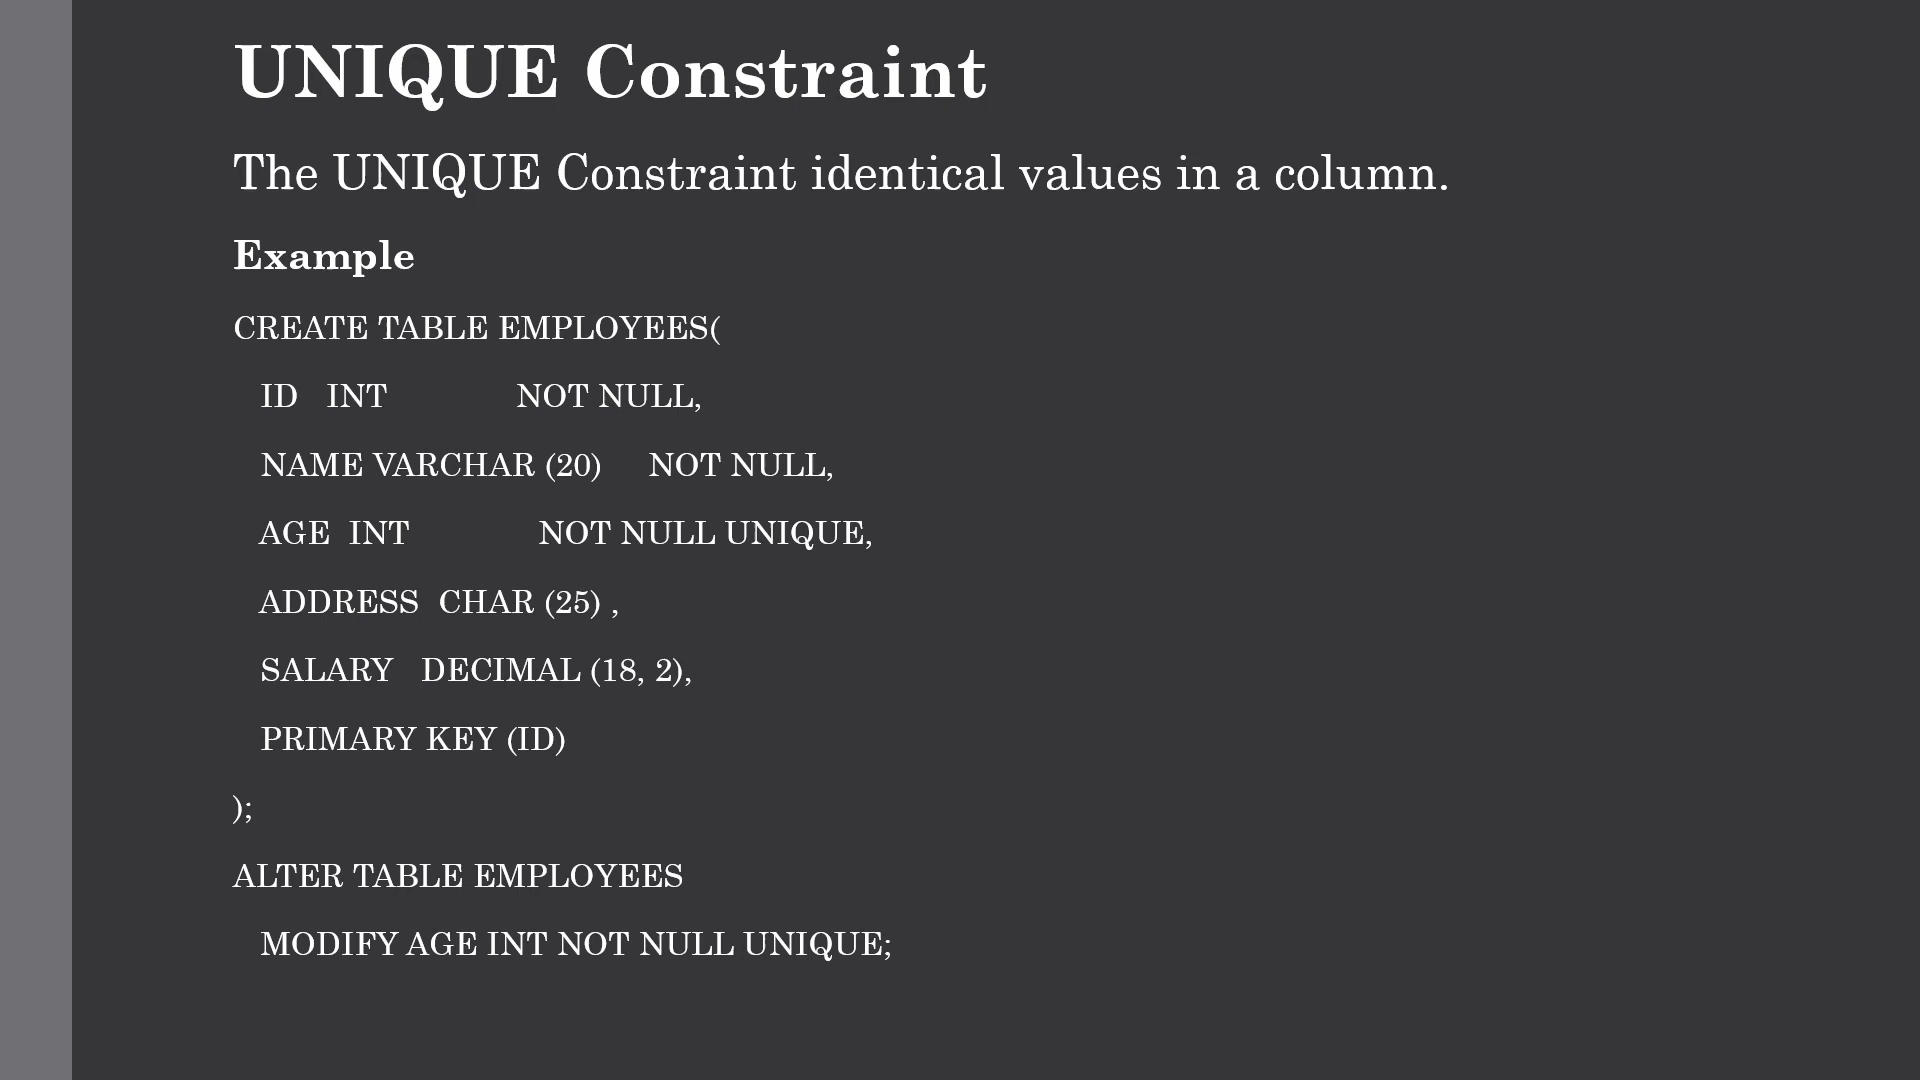 UNIQUE Constraint
The UNIQUE Constraint identical values in a column.
Example
CREATE TABLE EMPLOYEES(
ID INT NOT NULL,
NAME VARCHAR (20) NOT NULL,
AGE INT NOT NULL UNIQUE,
ADDRESS CHAR (25) ,
SALARY DECIMAL (18, 2),
PRIMARY KEY (ID)
);
ALTER TABLE EMPLOYEES
MODIFY AGE INT NOT NULL UNIQUE;